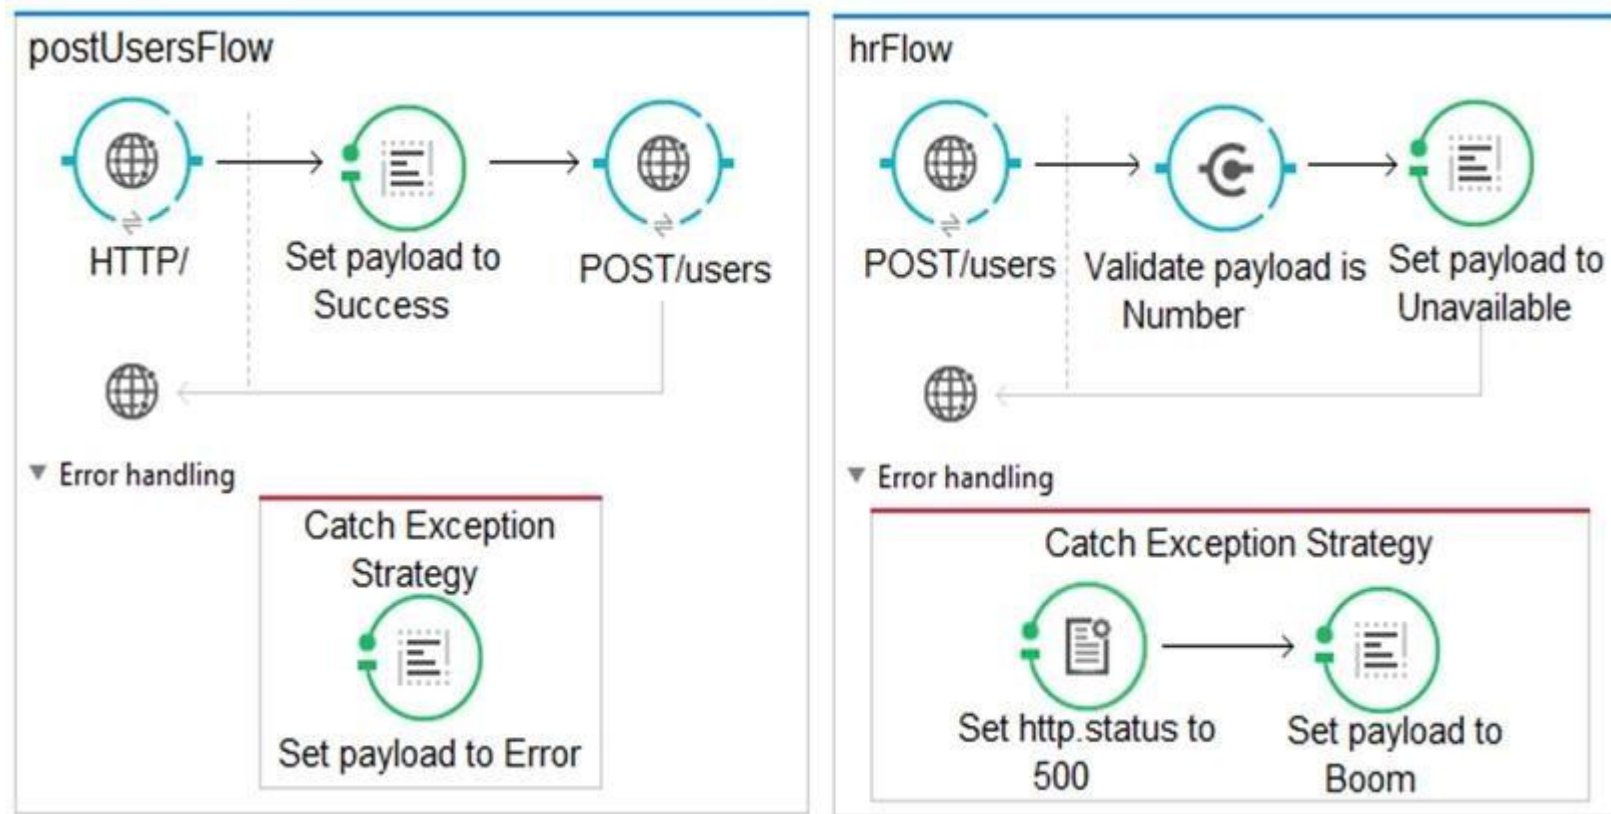 postUsersFlow
HTTP/
Set payload to
Success
POST/users
Error handling
Catch Exception
Strategy
Set payload to Error
hrFlow
POST/users
Validate payload is
Number
Set payload to
Unavailable
Error handling
Catch Exception Strategy
Set http.status to
500
Set payload to
Boom